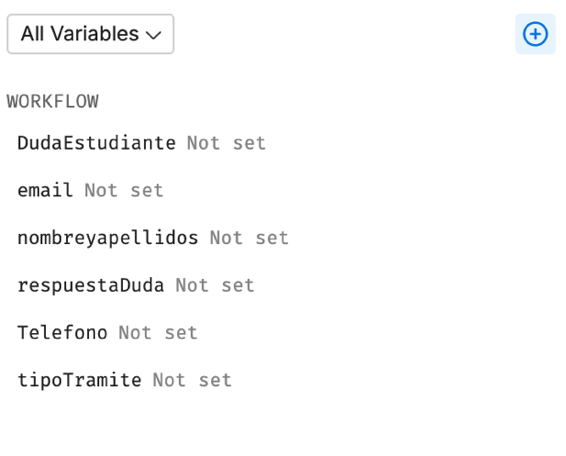 All Variables
WORKFLOW
DudaEstudiante Not set
email Not set
nombreyapellidos Not set
respuestaDuda Not set
Telefono Not set
tipoTramite Not set